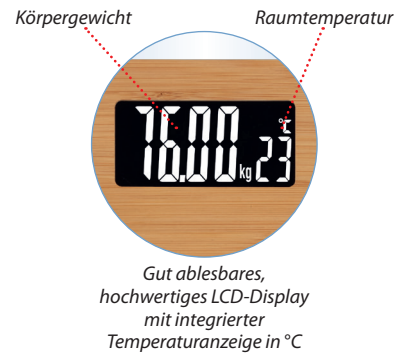 Körpergewicht
Raumtemperatur
76.00 kg
23 °C
Gut ablesbares,
hochwertiges LCD-Display
mit integrierter
Temperaturanzeige in °C